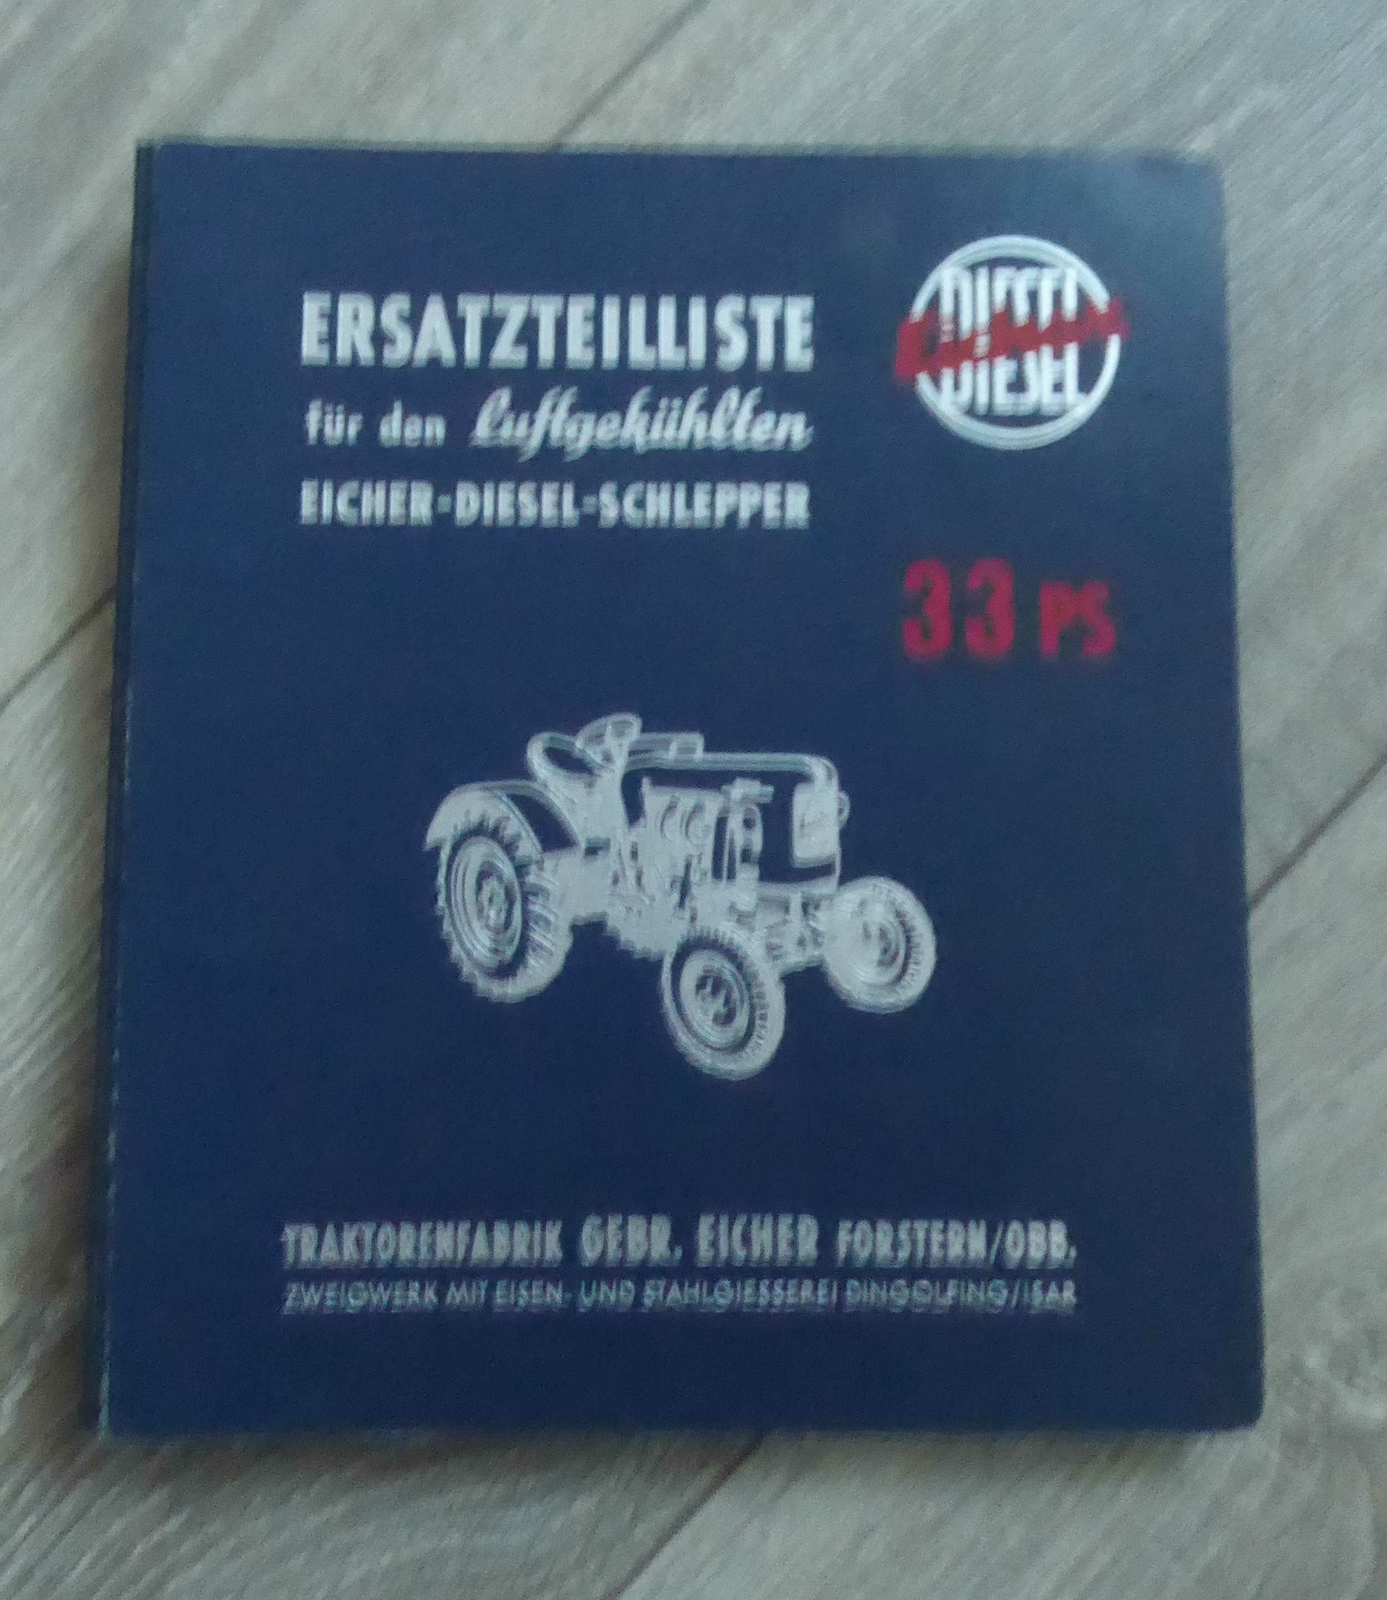 ERSATZTEILLISTE
für den luftgekühlten
EICHER-DIESEL-SCHLEPPER
DIESEL
Eicher
DIESEL
33 PS
TRAKTORENFABRIK GEBR. EICHER FORSTERN/OBB.
ZWEIGWERK MIT EISEN- UND STAHLGIESSEREI DINGOLFING/ISAR